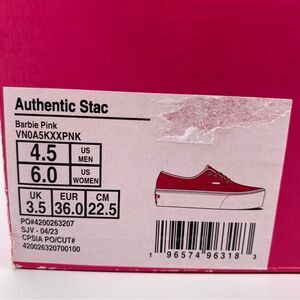 Authentic Stac
Barbie Pink
VN0A5KXXPNK
4.5 US MEN
6.0 US WOMEN
UK EUR CM
3.5 36.0 22.5
PO#4200263207
SJV - 04/23
CPSIA PO/CUT#
420026320700100
1 96574 96318 3